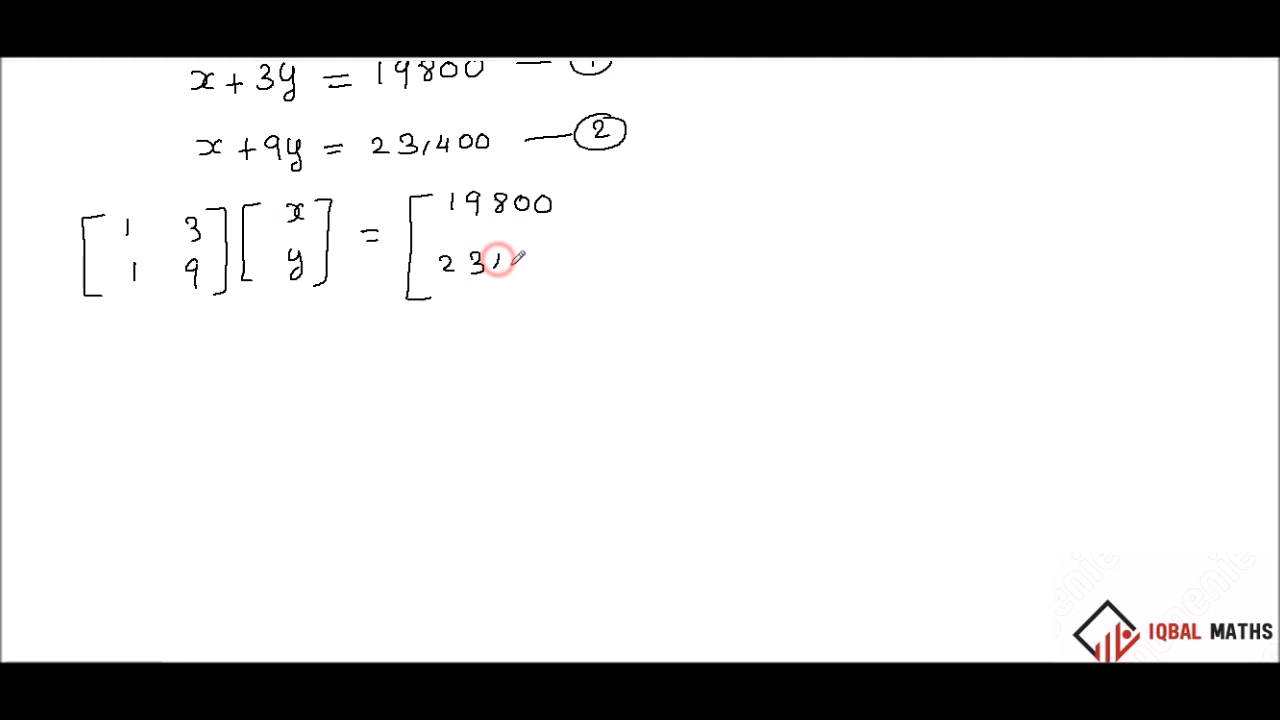 x + 3y = 19800 — 1
x + 9y = 23,400 — 2
[ 1 3 ] [ x ] = [ 19800
[ 1 9 ] [ y ] [ 23,
IQBAL MATHS